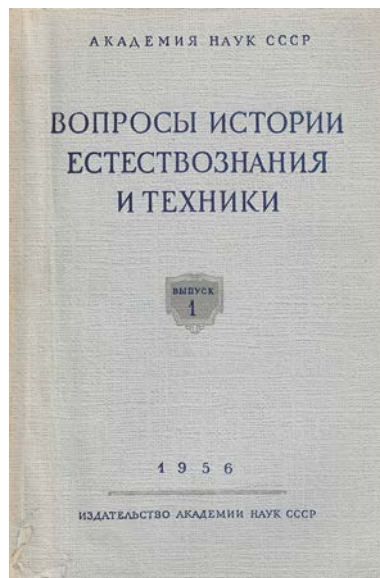 АКАДЕМИЯ НАУК СССР
ВОПРОСЫ ИСТОРИИ
ЕСТЕСТВОЗНАНИЯ
И ТЕХНИКИ
ВЫПУСК
1
1956
ИЗДАТЕЛЬСТВО АКАДЕМИИ НАУК СССР